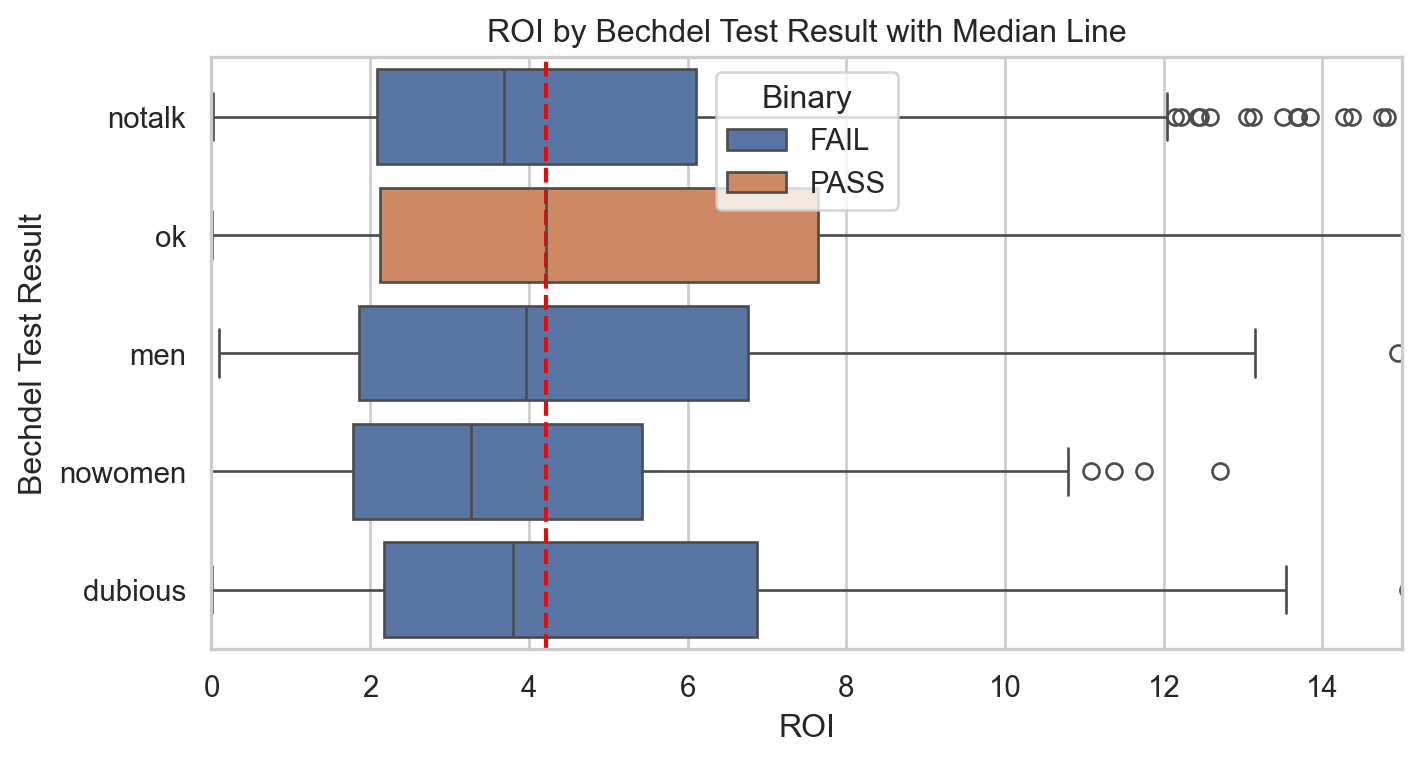 ROI by Bechdel Test Result with Median Line
Binary
FAIL
PASS
Bechdel Test Result
notalk
ok
men
nowomen
dubious
0 2 4 6 8 10 12 14
ROI